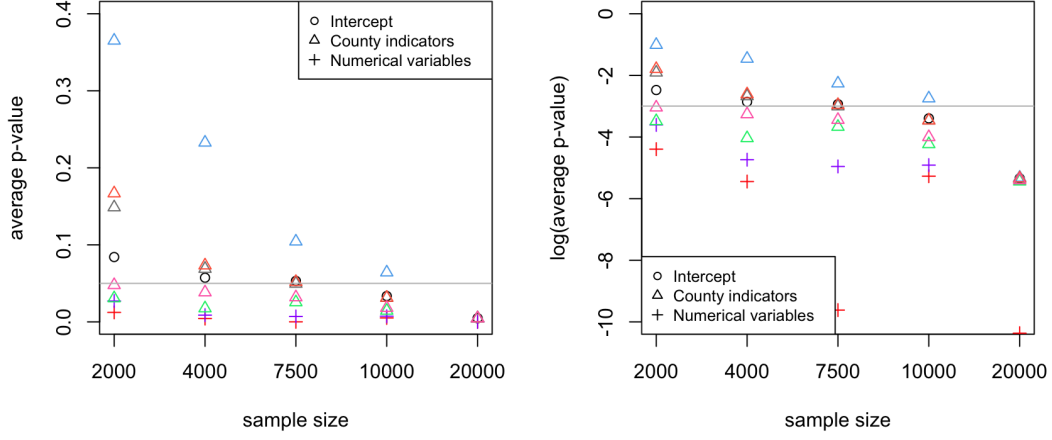 average p-value
0.4
0.3
0.2
0.1
0.0
Intercept
County indicators
Numerical variables
2000 4000 7500 10000 20000
sample size
log(average p-value)
0
-2
-4
-6
-8
-10
Intercept
County indicators
Numerical variables
2000 4000 7500 10000 20000
sample size